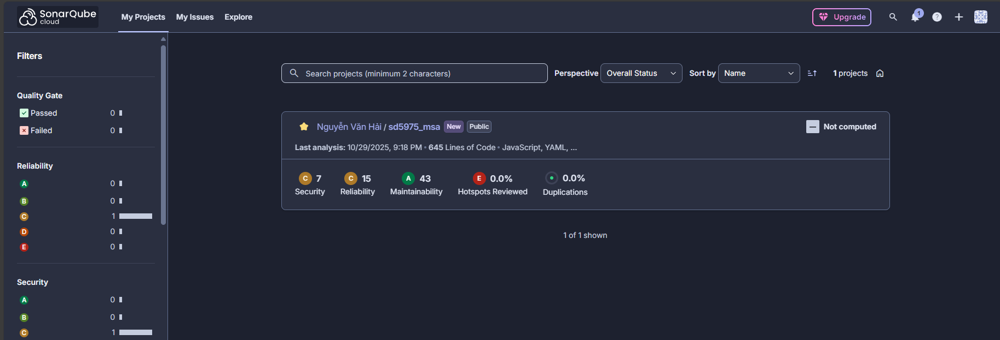 SonarQube cloud My Projects My Issues Explore Upgrade 1 ?
Filters
Quality Gate
Passed 0
Failed 0
Reliability
A 0
B 0
C 1
D 0
E 0
Security
A 0
B 0
C 1
Search projects (minimum 2 characters) Perspective Overall Status Sort by Name 1 projects
Nguyễn Văn Hải / sd5975_msa New Public Not computed
Last analysis: 10/29/2025, 9:18 PM • 645 Lines of Code • JavaScript, YAML, ...
C 7 C 15 A 43 E 0.0% 0.0%
Security Reliability Maintainability Hotspots Reviewed Duplications
1 of 1 shown